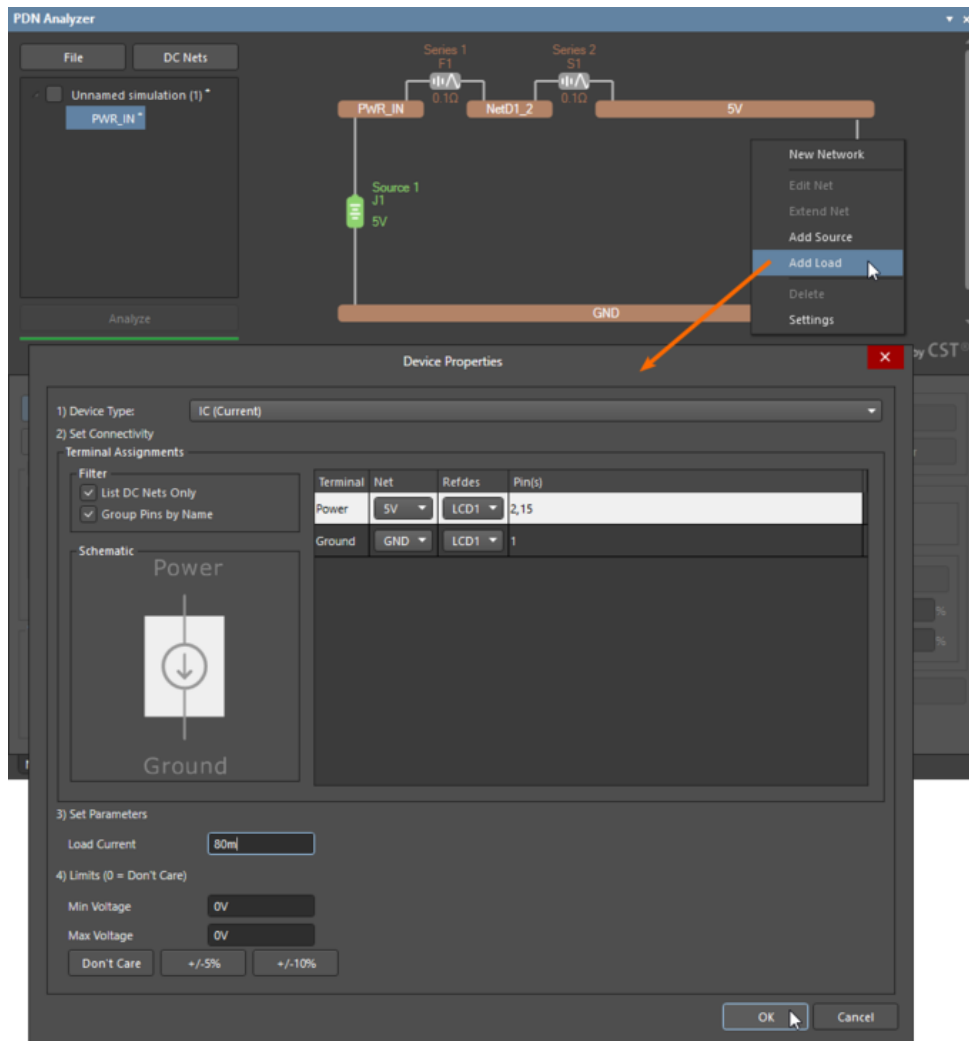 PDN Analyzer
File
DC Nets
Unnamed simulation (1) *
PWR_IN *
Analyze
Series 1
F1
0.1Ω
Series 2
S1
0.1Ω
PWR_IN
NetD1_2
5V
Source 1
J1
5V
GND
New Network
Edit Net
Extend Net
Add Source
Add Load
Delete
Settings
by CST®
%
%
Device Properties
1) Device Type:
IC (Current)
2) Set Connectivity
Terminal Assignments
Filter
List DC Nets Only
Group Pins by Name
Schematic
Power
Ground
Terminal Net Refdes Pin(s)
Power 5V LCD1 2,15
Ground GND LCD1 1
3) Set Parameters
Load Current 80m
4) Limits (0 = Don't Care)
Min Voltage 0V
Max Voltage 0V
Don't Care +/-5% +/-10%
OK Cancel